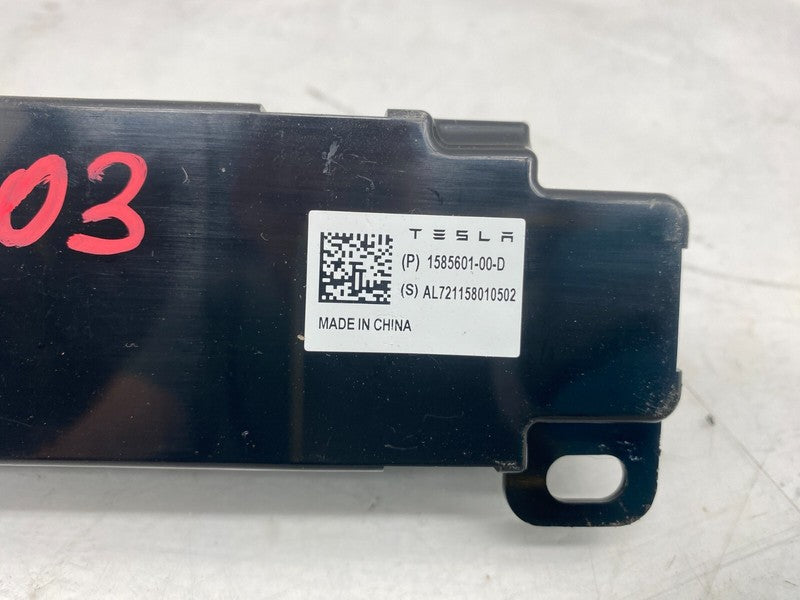 03
TESLA
(P) 1585601-00-D
(S) AL721158010502
MADE IN CHINA